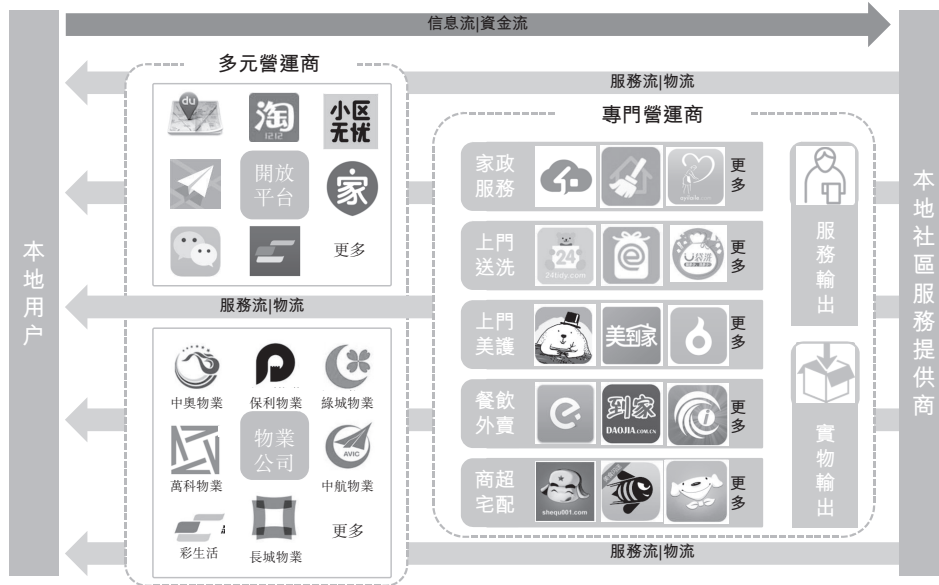 信息流|資金流
本地用户
多元營運商
du
淘
1212
小区
无忧
開放
平台
家
更多
服務流|物流
中奧物業
保利物業
綠城物業
萬科物業
物業
公司
AVIC
中航物業
彩生活
長城物業
更多
服務流|物流
專門營運商
家政
服務
更多
上門
送洗
24
24tidy.com
e
U袋洗
更多
上門
美護
美到家
更多
餐飲
外賣
e
到家
DAOJIA.COM.CN
i
更多
商超
宅配
shequ001.com
更多
服務輸出
實物輸出
服務流|物流
本地社區服務提供商